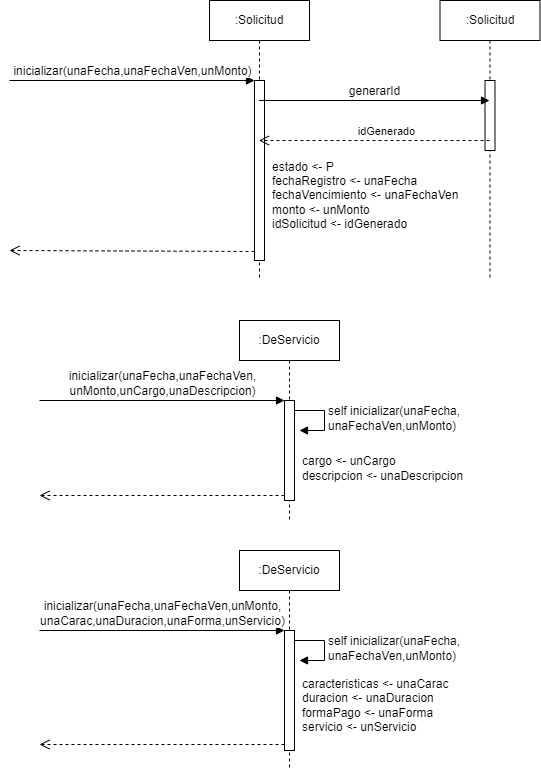 :Solicitud
:Solicitud
inicializar(unaFecha,unaFechaVen,unMonto)
generarId
idGenerado
estado <- P
fechaRegistro <- unaFecha
fechaVencimiento <- unaFechaVen
monto <- unMonto
idSolicitud <- idGenerado
:DeServicio
inicializar(unaFecha,unaFechaVen,
unMonto,unCargo,unaDescripcion)
self inicializar(unaFecha,
unaFechaVen,unMonto)
cargo <- unCargo
descripcion <- unaDescripcion
:DeServicio
inicializar(unaFecha,unaFechaVen,unMonto,
unaCarac,unaDuracion,unaForma,unServicio)
self inicializar(unaFecha,
unaFechaVen,unMonto)
caracteristicas <- unaCarac
duracion <- unaDuracion
formaPago <- unaForma
servicio <- unServicio